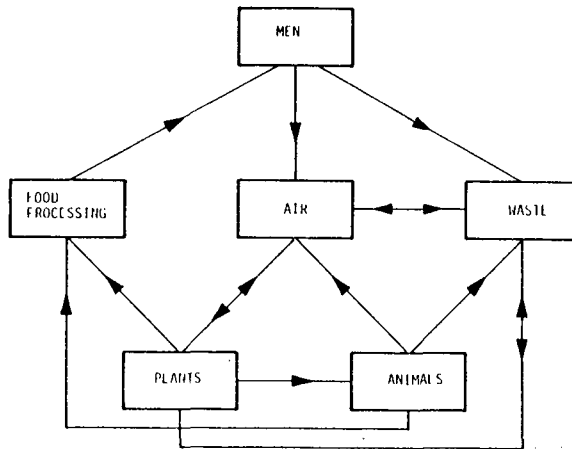 MEN
FOOD
PROCESSING
AIR
WASTE
PLANTS
ANIMALS